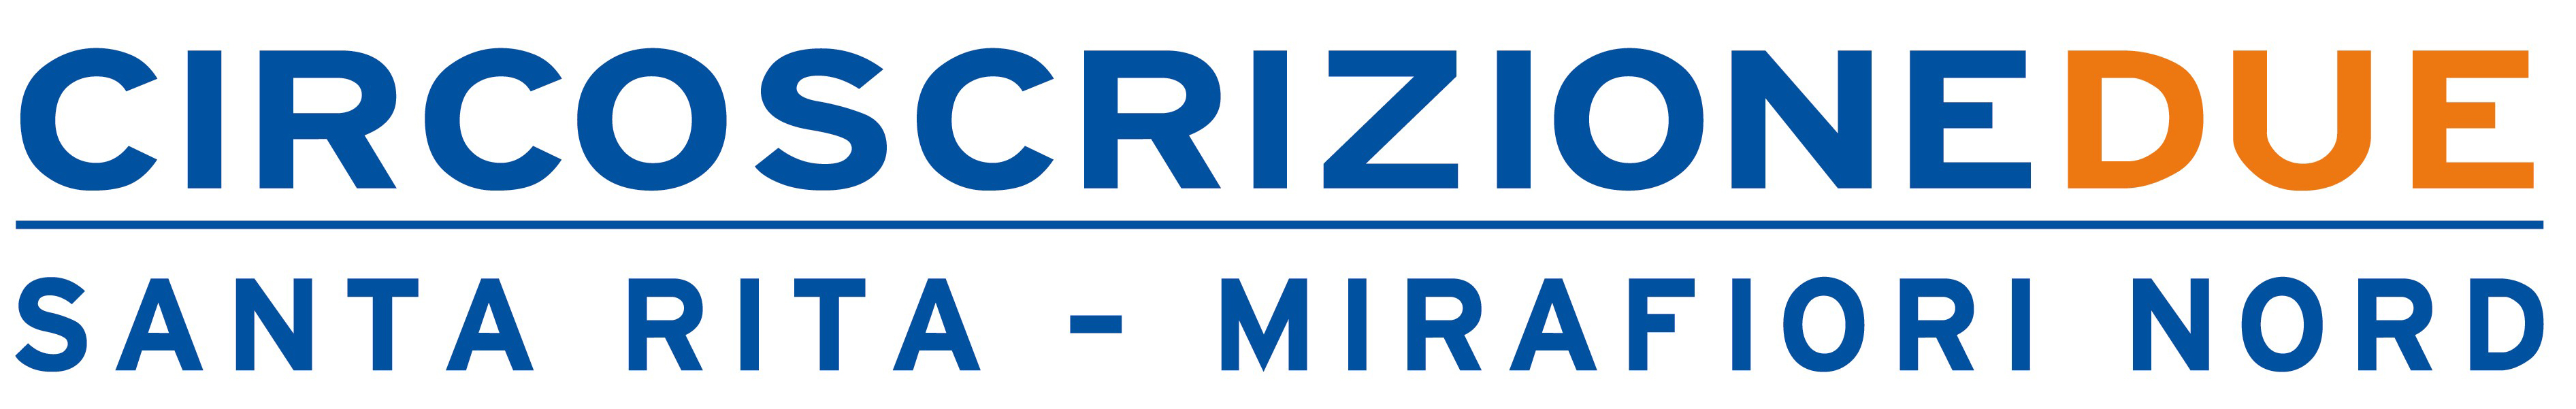 CIRCOSCRIZIONEDUE
SANTA RITA - MIRAFIORI NORD